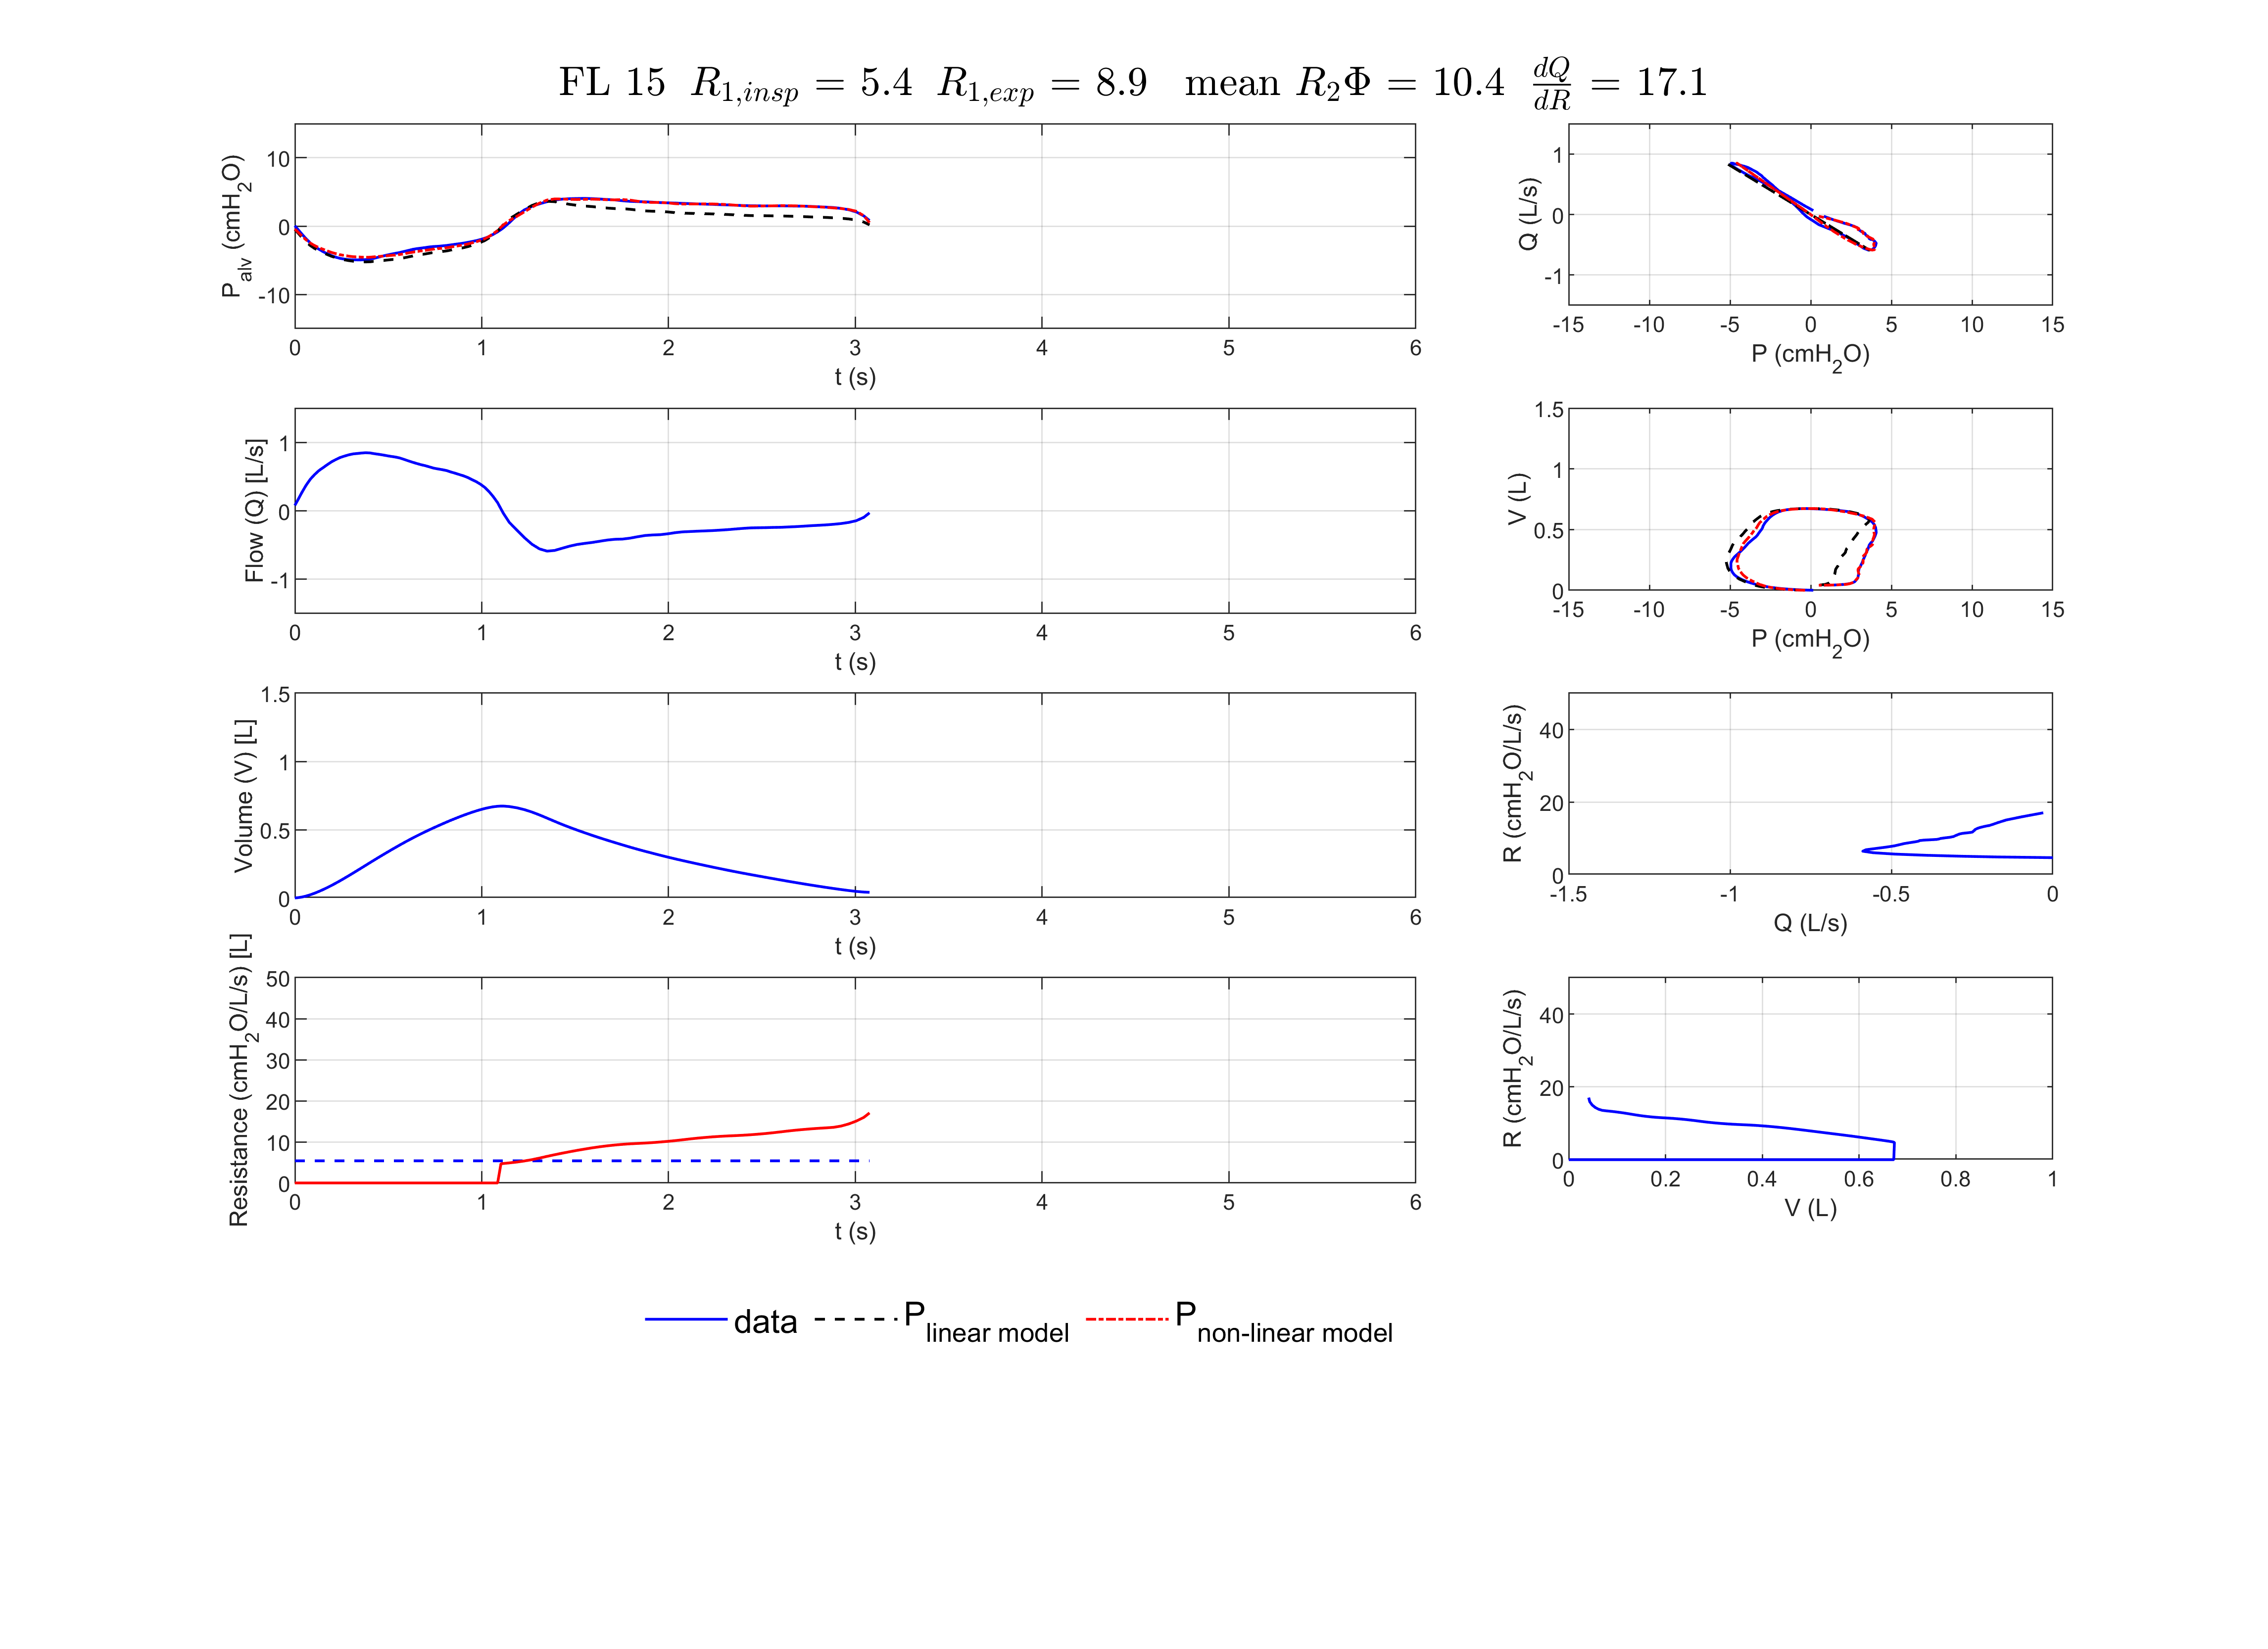 FL 15 R1,insp = 5.4 R1,exp = 8.9 mean R2Φ = 10.4 dQ/dR = 17.1
Palv (cmH2O)
10
0
-10
0 1 2 3 4 5 6
t (s)
Q (L/s)
1
0
-1
-15 -10 -5 0 5 10 15
P (cmH2O)
Flow (Q) [L/s]
1
0
-1
0 1 2 3 4 5 6
t (s)
V (L)
1.5
1
0.5
0
-15 -10 -5 0 5 10 15
P (cmH2O)
Volume (V) [L]
1.5
1
0.5
0
0 1 2 3 4 5 6
t (s)
R (cmH2O/L/s)
40
20
0
-1.5 -1 -0.5 0
Q (L/s)
Resistance (cmH2O/L/s) [L]
50
40
30
20
10
0
0 1 2 3 4 5 6
t (s)
R (cmH2O/L/s)
40
20
0
0 0.2 0.4 0.6 0.8 1
V (L)
data Plinear model Pnon-linear model